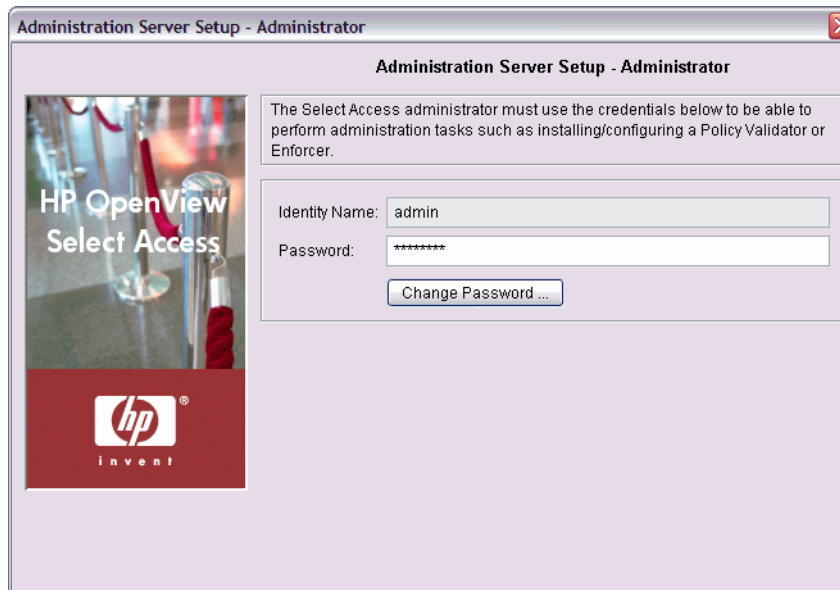 Administration Server Setup - Administrator
Administration Server Setup - Administrator
The Select Access administrator must use the credentials below to be able to
perform administration tasks such as installing/configuring a Policy Validator or
Enforcer.
HP OpenView
Select Access
Identity Name: admin
Password: ********
Change Password ...
hp ®
invent